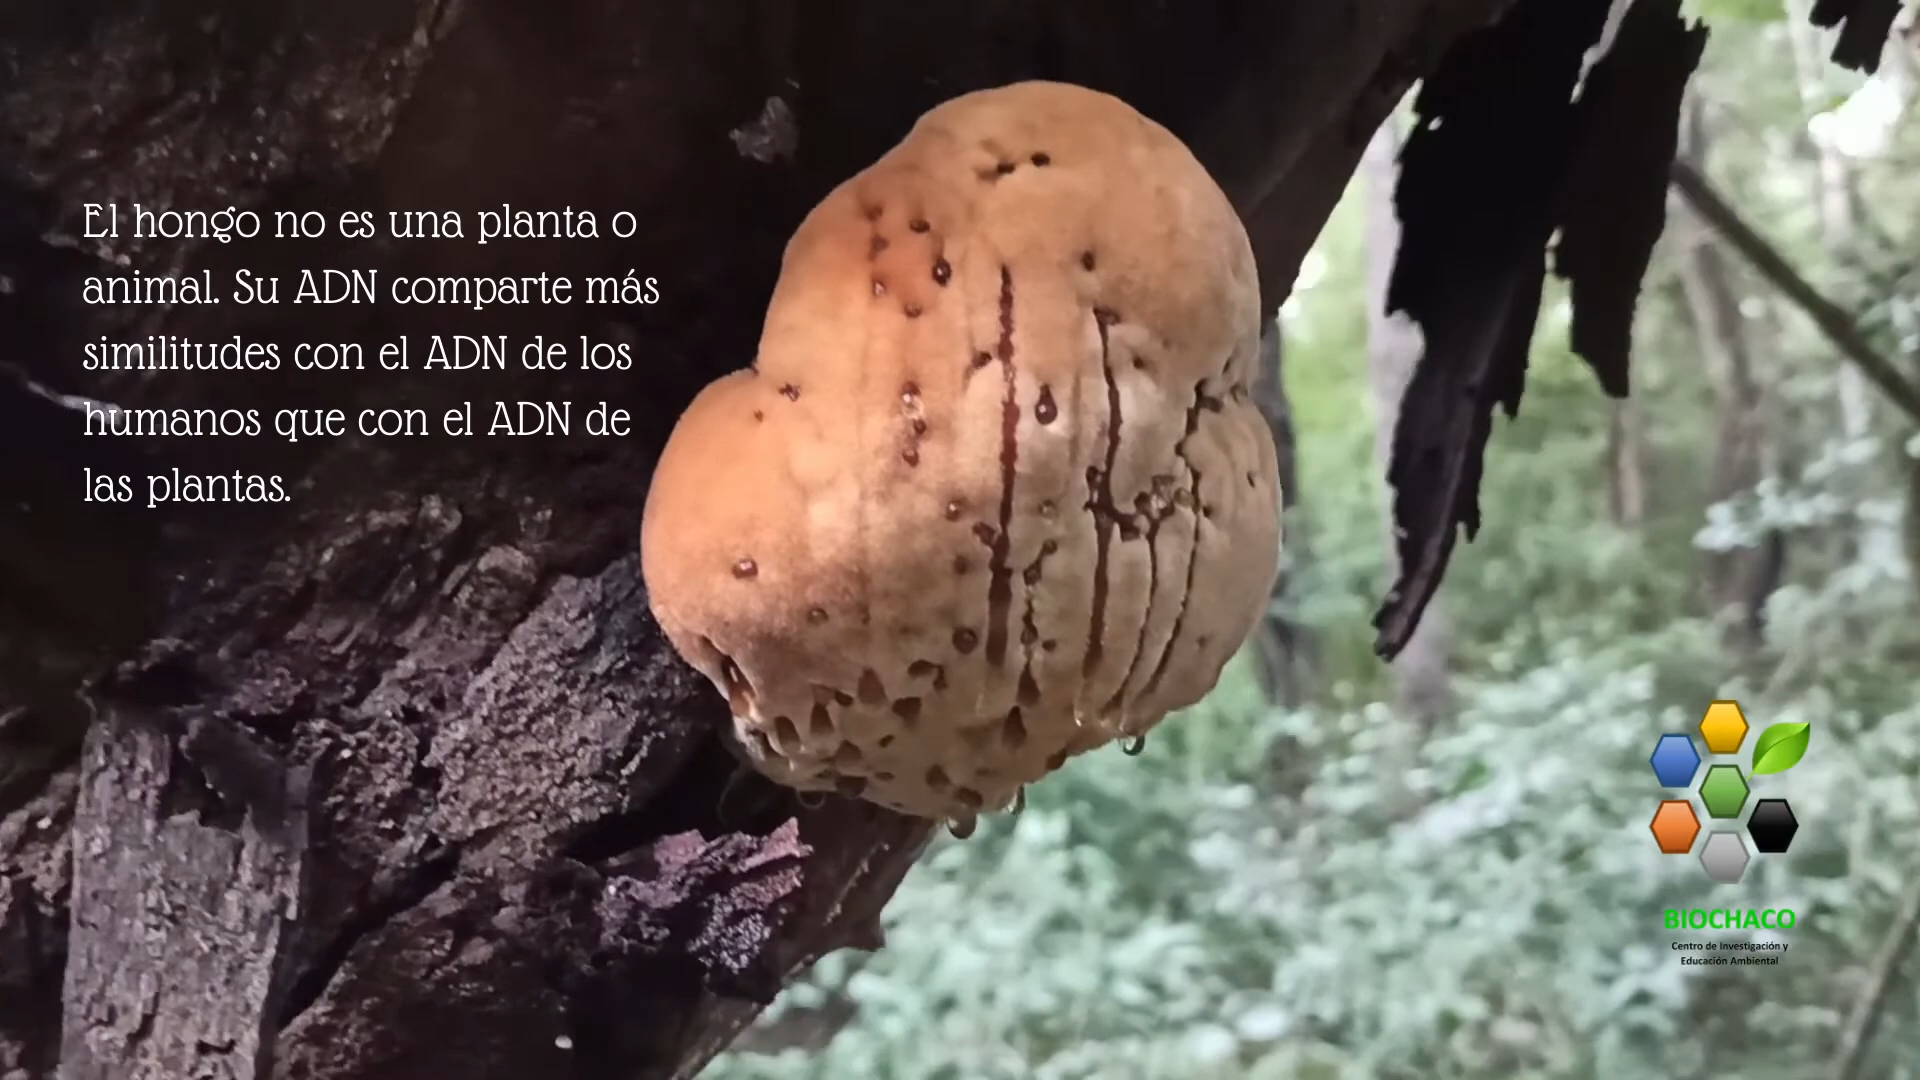 El hongo no es una planta o
animal. Su ADN comparte más
similitudes con el ADN de los
humanos que con el ADN de
las plantas.
BIOCHACO
Centro de Investigación y
Educación Ambiental